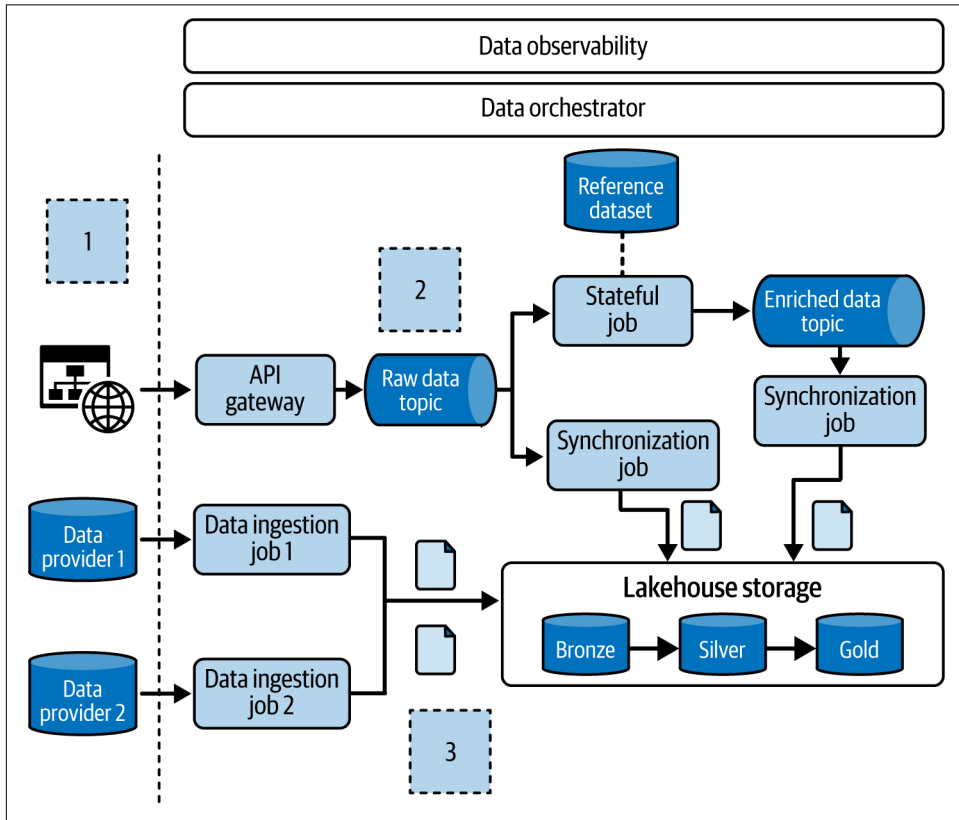 Data observability
Data orchestrator
Reference
dataset
1
2
Stateful
job
Enriched data
topic
API
gateway
Raw data
topic
Synchronization
job
Synchronization
job
Data
provider 1
Data ingestion
job 1
Lakehouse storage
Bronze
Silver
Gold
Data
provider 2
Data ingestion
job 2
3